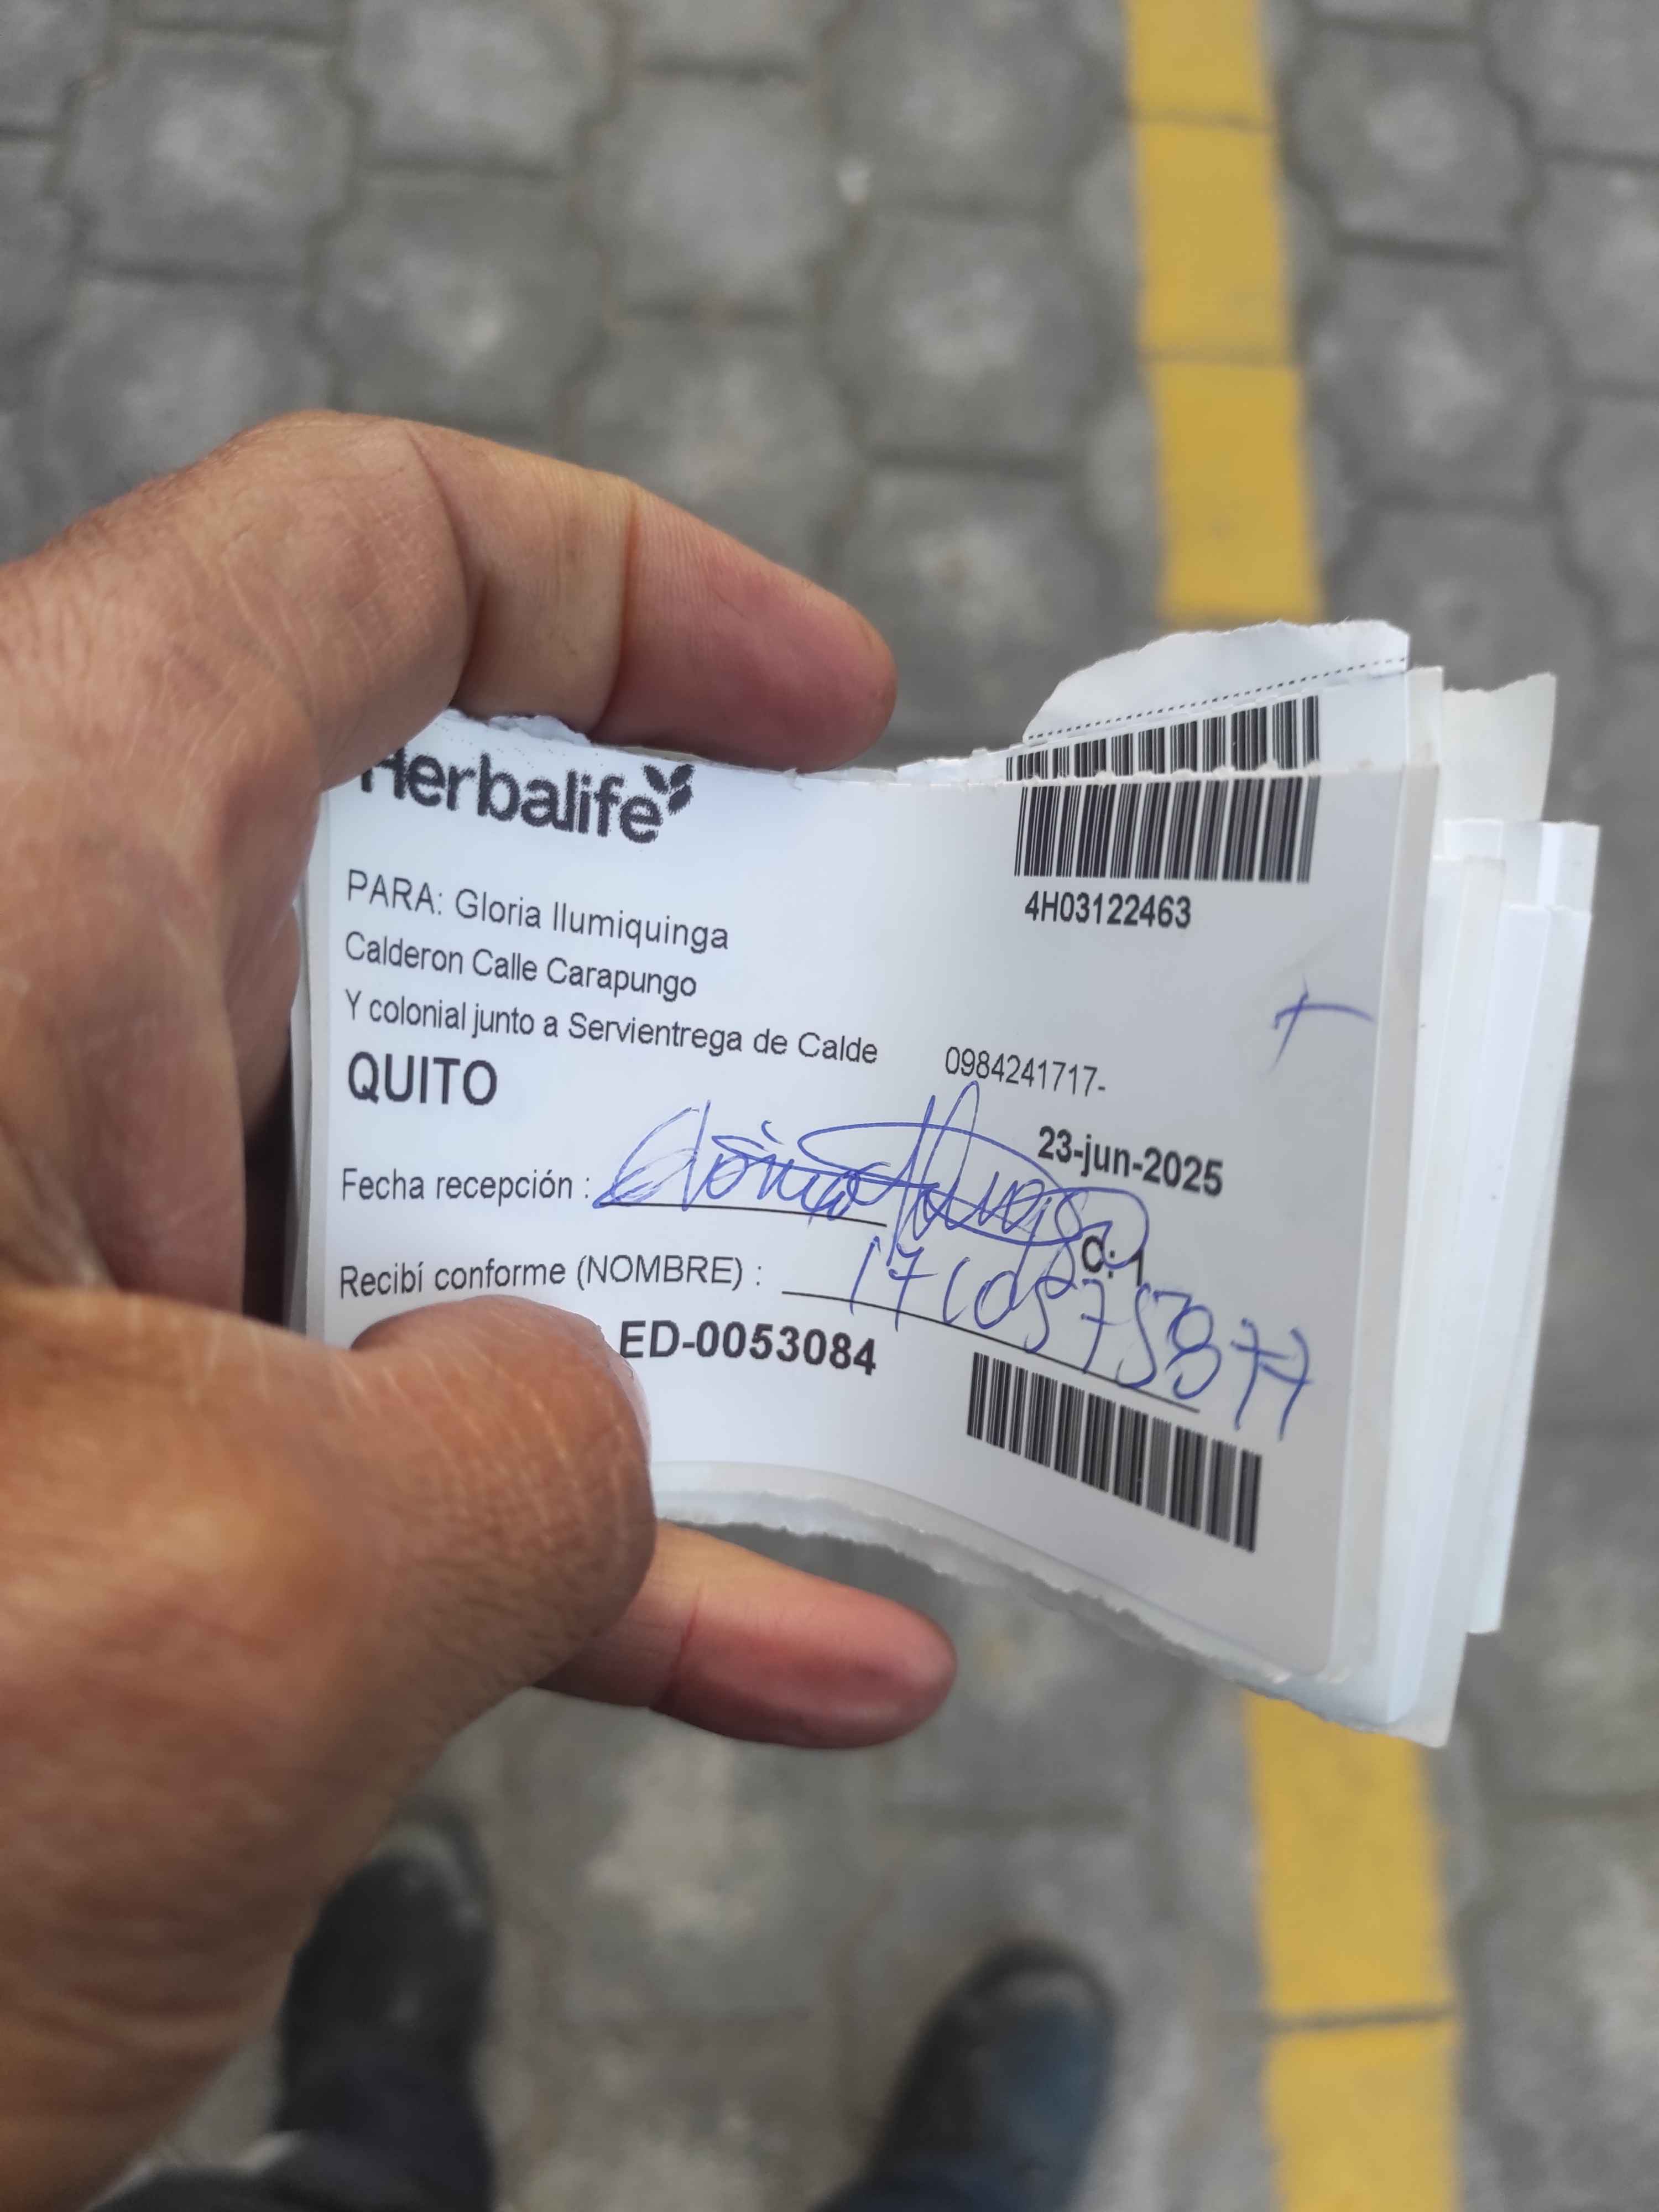 Herbalife
4H03122463
PARA: Gloria Ilumiquinga
Calderon Calle Carapungo
Y colonial junto a Servientrega de Calde 0984241717-
QUITO
23-jun-2025
Fecha recepción :
C: 1
Recibí conforme (NOMBRE) :
ED-0053084